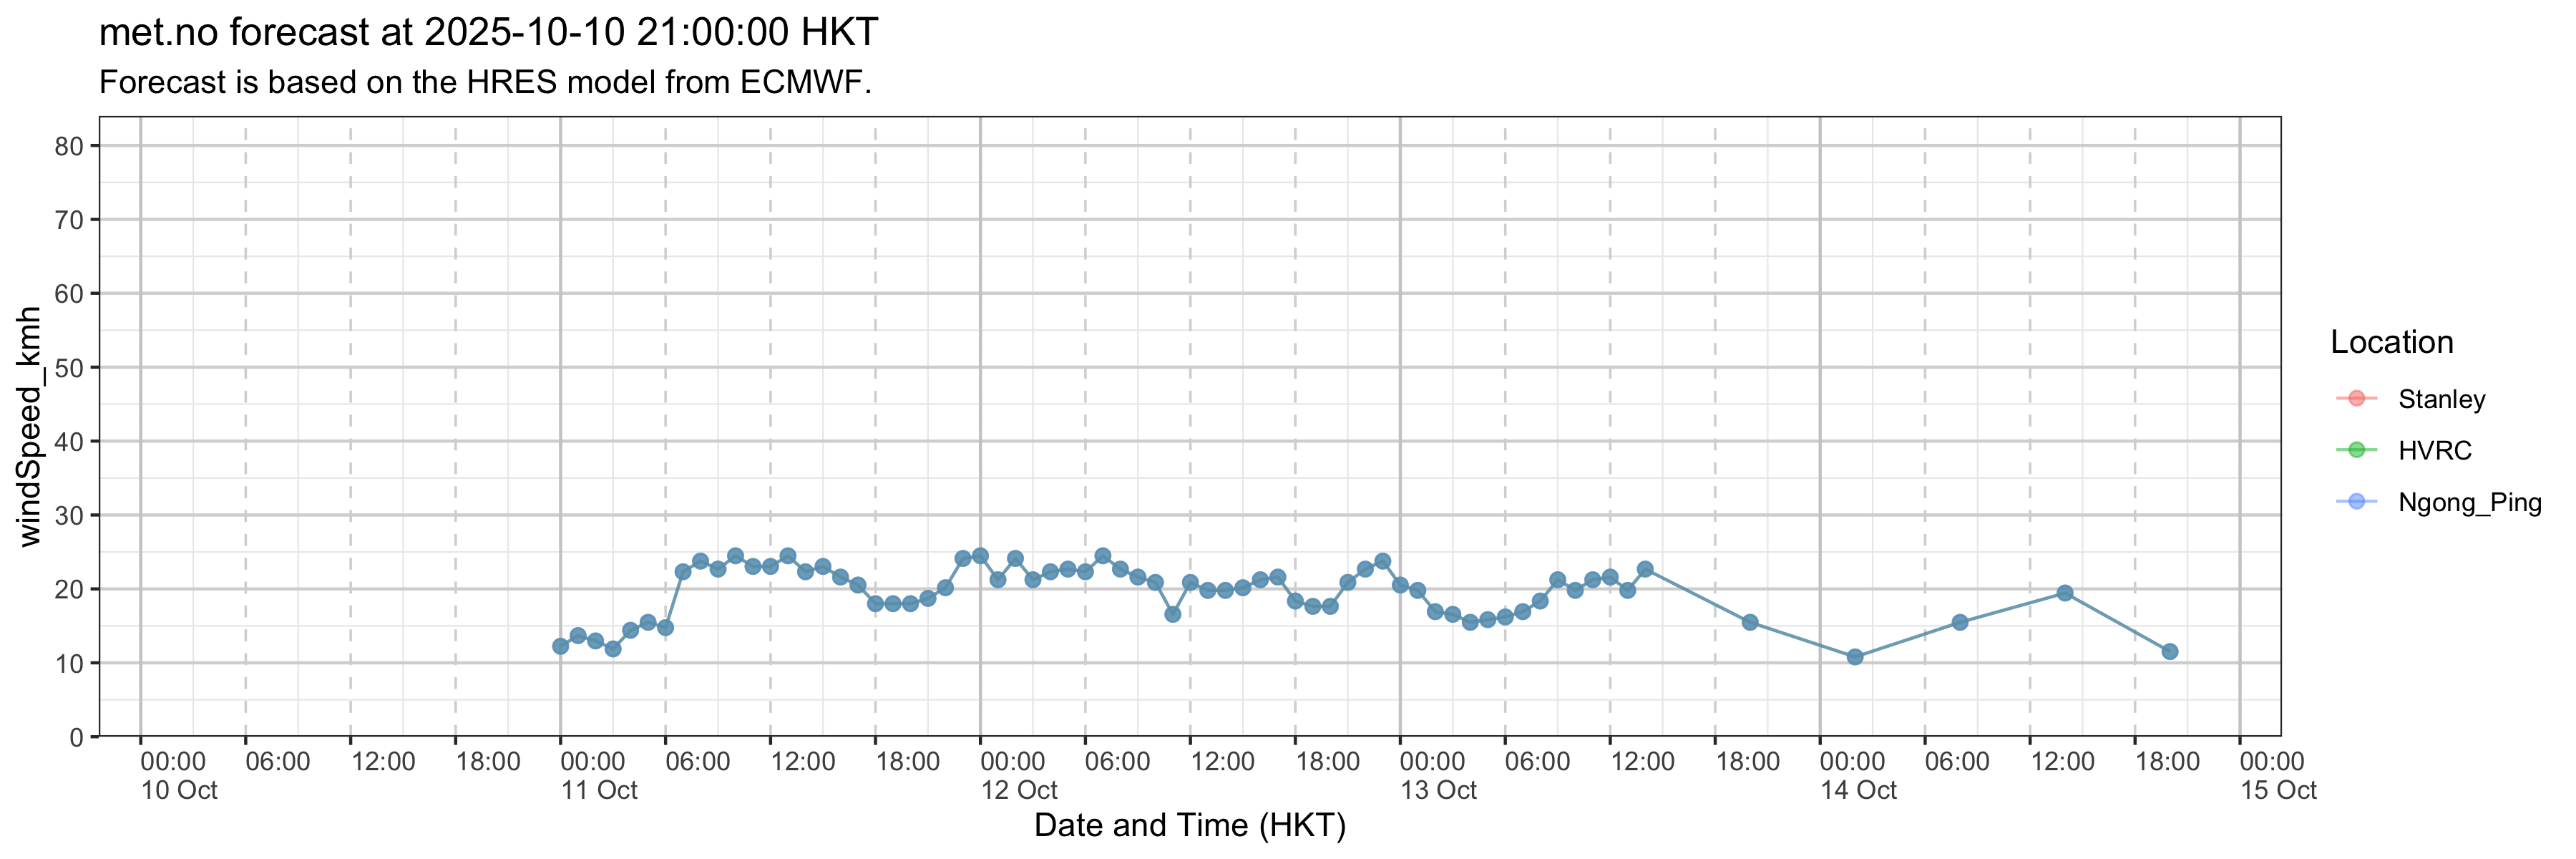 met.no forecast at 2025-10-10 21:00:00 HKT
Forecast is based on the HRES model from ECMWF.
windSpeed_kmh
80
70
60
50
40
30
20
10
0
00:00 06:00 12:00 18:00 00:00 06:00 12:00 18:00 00:00 06:00 12:00 18:00 00:00 06:00 12:00 18:00 00:00 06:00 12:00 18:00 00:00
10 Oct 11 Oct 12 Oct 13 Oct 14 Oct 15 Oct
Date and Time (HKT)
Location
Stanley
HVRC
Ngong_Ping